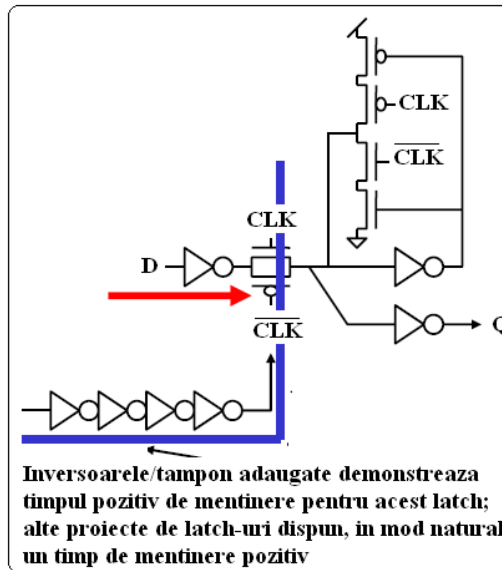 CLK
CLK
CLK
D
CLK
Q
Inversoarele/tampon adaugate demonstreaza
timpul pozitiv de mentinere pentru acest latch;
alte proiecte de latch-uri dispun, in mod natural
un timp de mentinere pozitiv